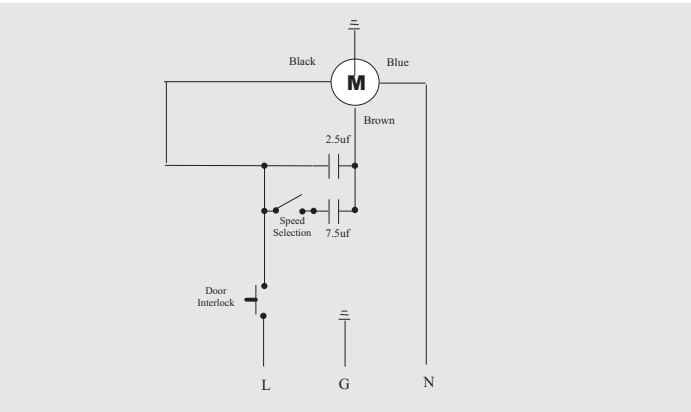 Black
Blue
M
Brown
2.5uf
Speed
Selection
7.5uf
Door
Interlock
L
G
N